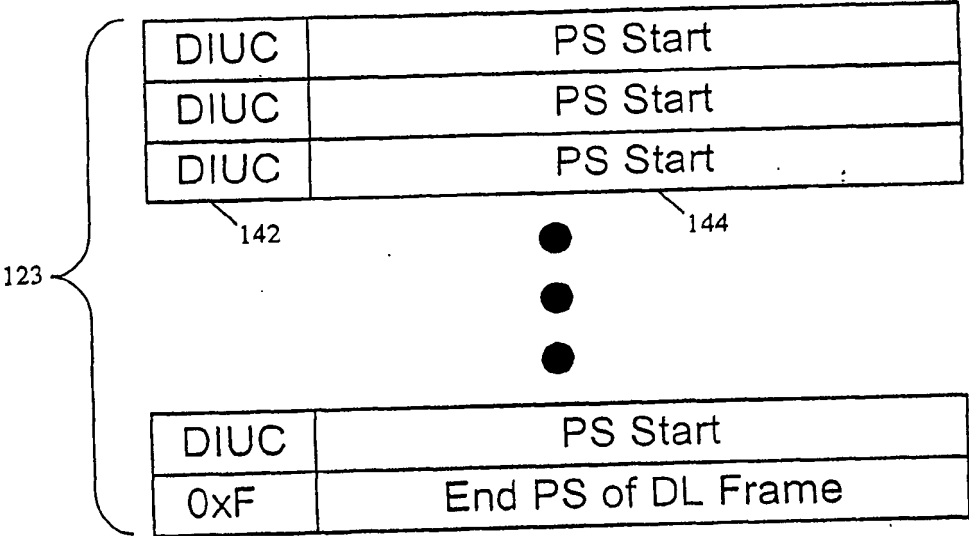 DIUC PS Start
DIUC PS Start
DIUC PS Start
142 144
123
DIUC PS Start
0xF End PS of DL Frame